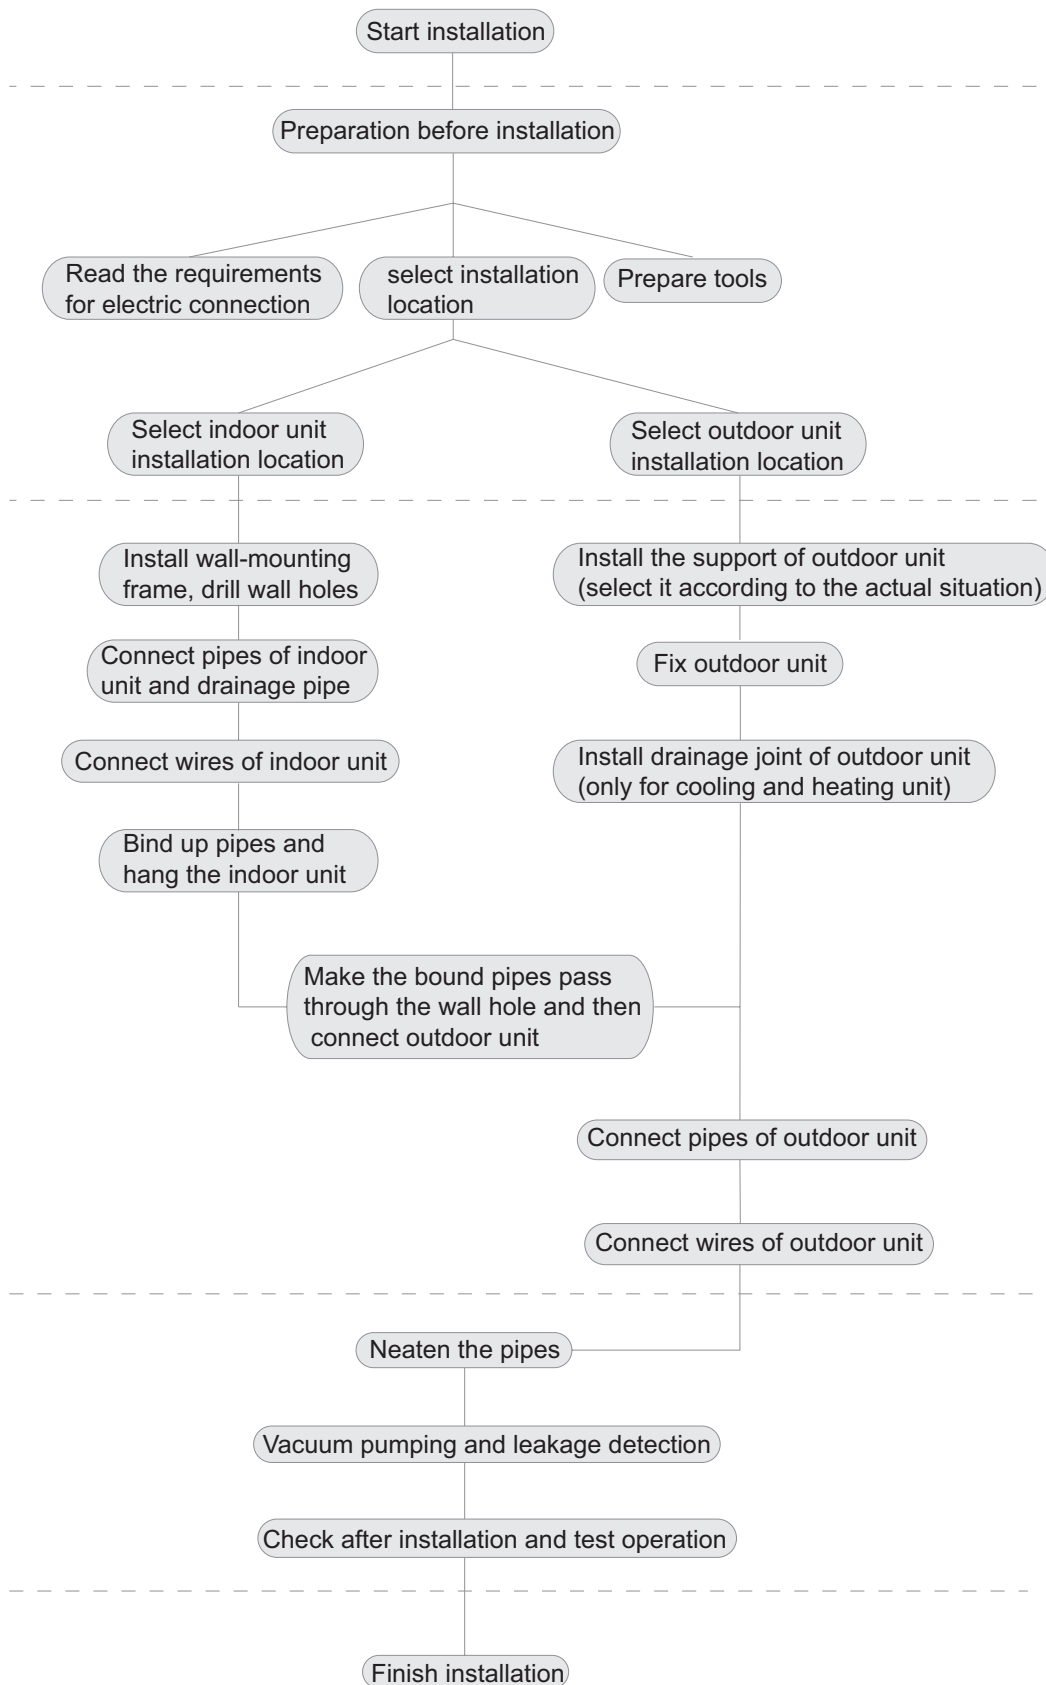 Start installation
Preparation before installation
Read the requirements
for electric connection
select installation
location
Prepare tools
Select indoor unit
installation location
Select outdoor unit
installation location
Install wall-mounting
frame, drill wall holes
Install the support of outdoor unit
(select it according to the actual situation)
Connect pipes of indoor
unit and drainage pipe
Fix outdoor unit
Connect wires of indoor unit
Install drainage joint of outdoor unit
(only for cooling and heating unit)
Bind up pipes and
hang the indoor unit
Make the bound pipes pass
through the wall hole and then
connect outdoor unit
Connect pipes of outdoor unit
Connect wires of outdoor unit
Neaten the pipes
Vacuum pumping and leakage detection
Check after installation and test operation
Finish installation